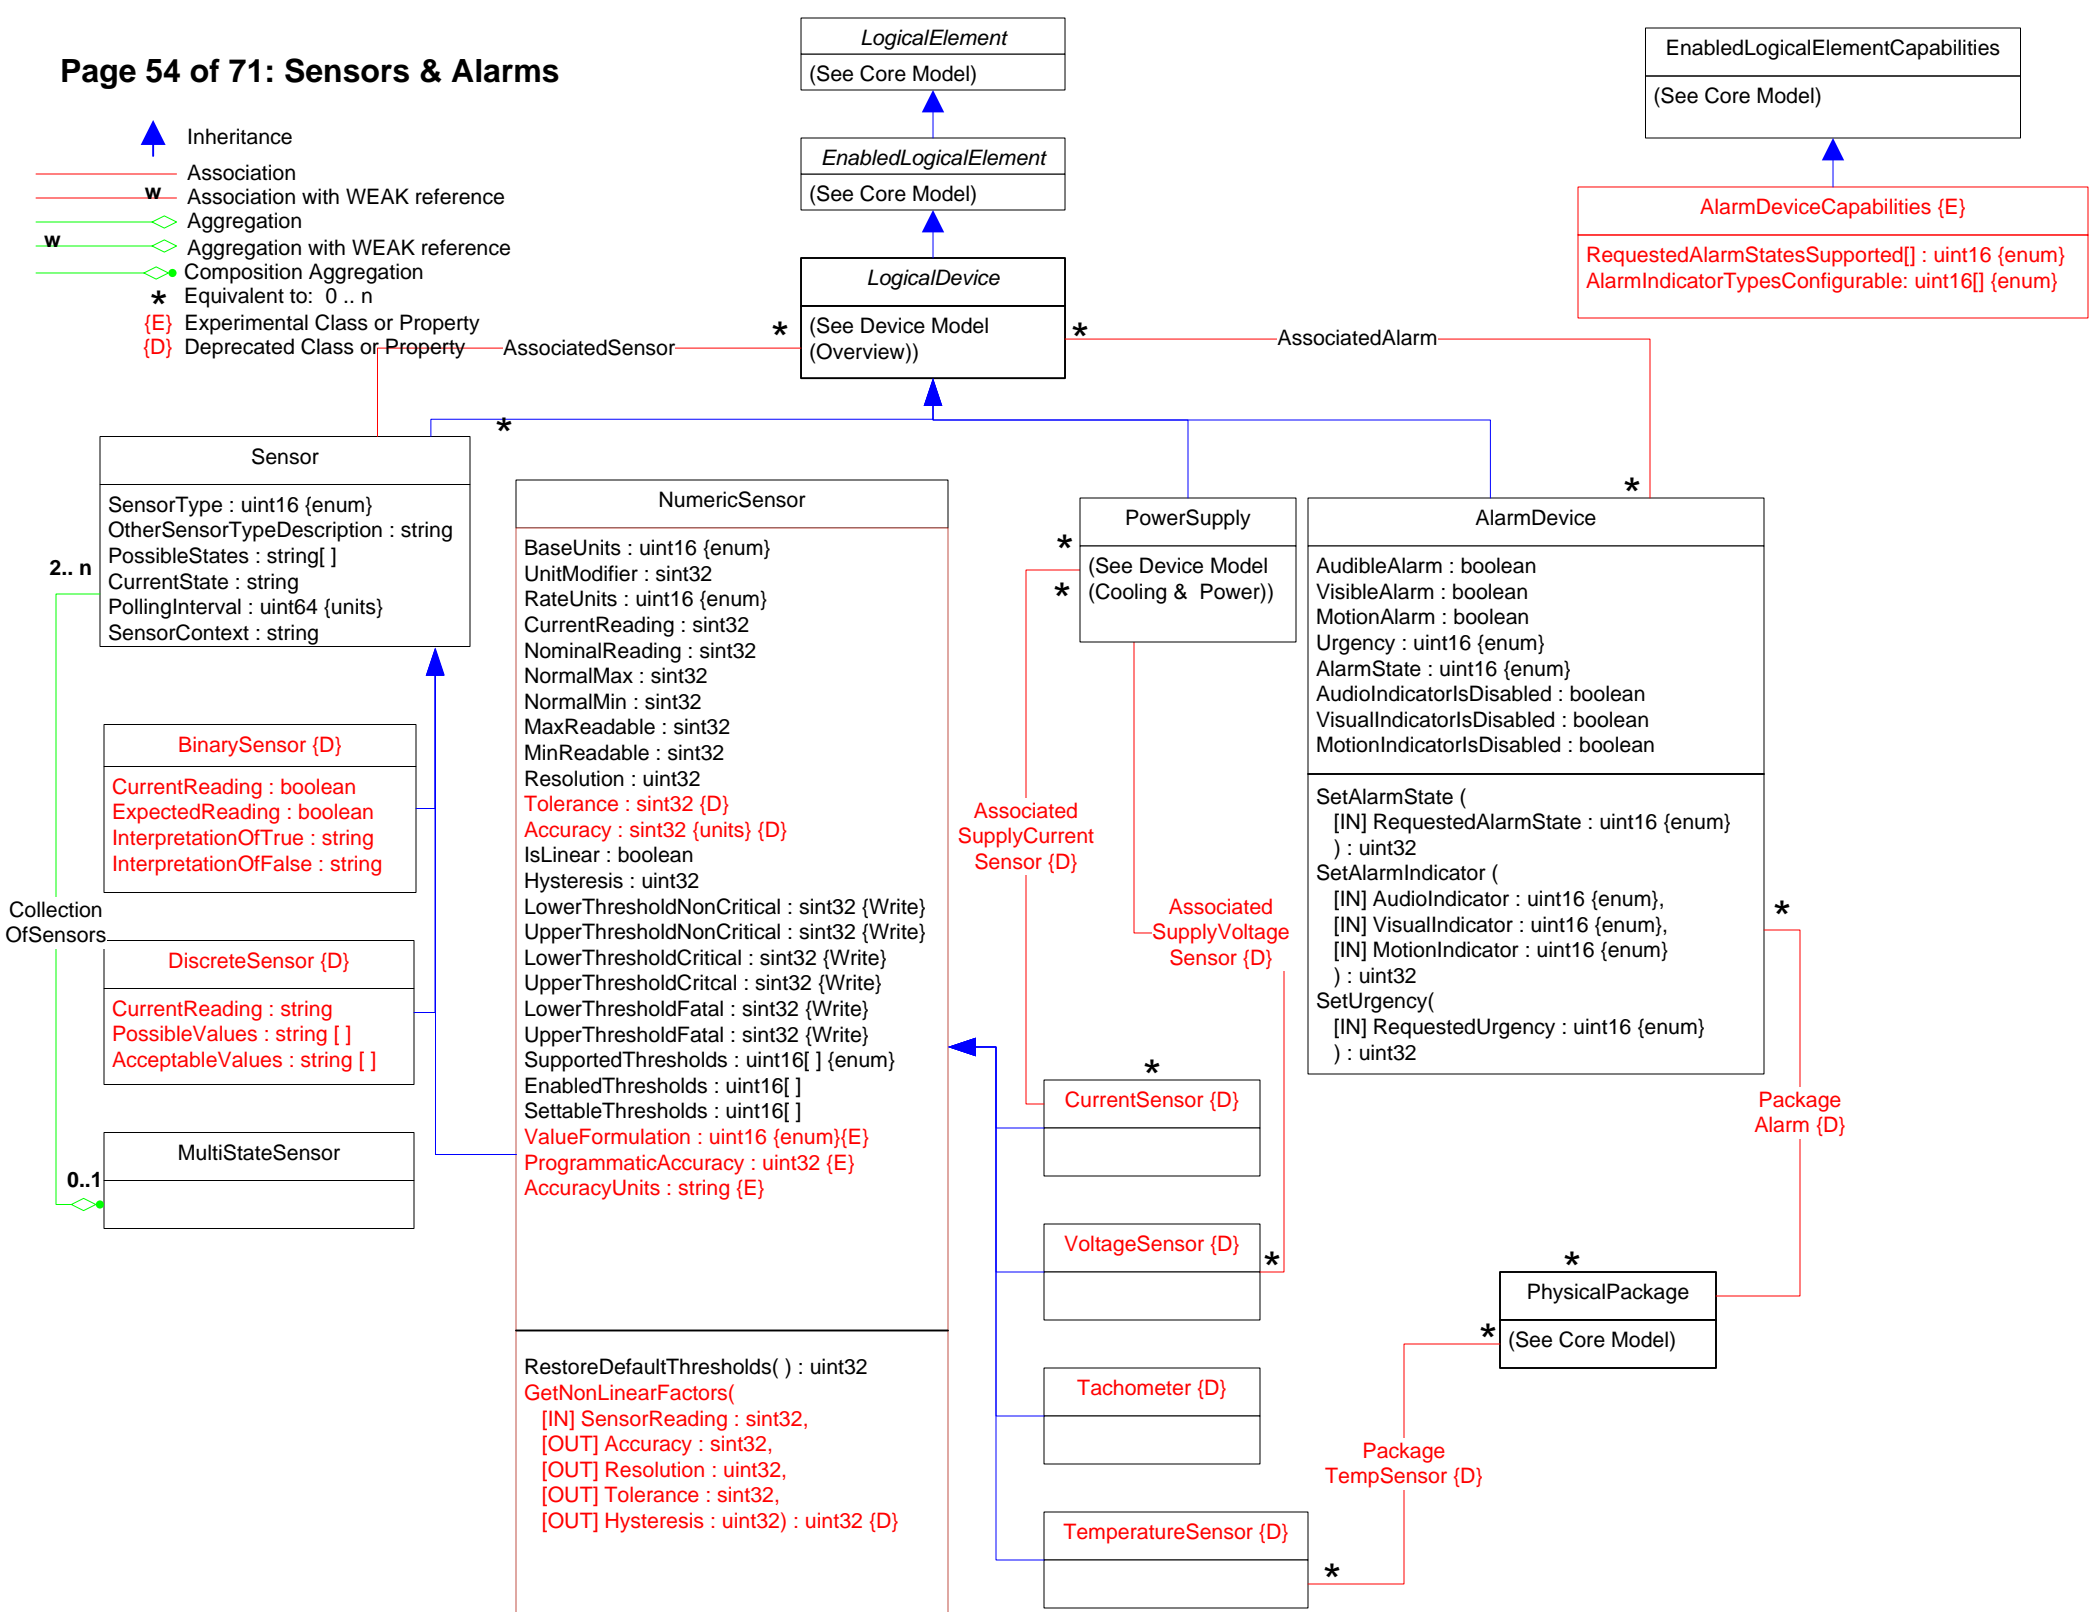 Page 54 of 71: Sensors & Alarms
Inheritance
Association
w
Association with WEAK reference
Aggregation
w
Aggregation with WEAK reference
Composition Aggregation
* Equivalent to: 0 .. n
{E} Experimental Class or Property
{D} Deprecated Class or Property
LogicalElement
(See Core Model)
EnabledLogicalElement
(See Core Model)
LogicalDevice
(See Device Model
(Overview))
*
*
AssociatedSensor
AssociatedAlarm
EnabledLogicalElementCapabilities
(See Core Model)
AlarmDeviceCapabilities {E}
RequestedAlarmStatesSupported[] : uint16 {enum}
AlarmIndicatorTypesConfigurable: uint16[] {enum}
*
Sensor
SensorType : uint16 {enum}
OtherSensorTypeDescription : string
PossibleStates : string[ ]
CurrentState : string
PollingInterval : uint64 {units}
SensorContext : string
2.. n
BinarySensor {D}
CurrentReading : boolean
ExpectedReading : boolean
InterpretationOfTrue : string
InterpretationOfFalse : string
Collection
OfSensors
DiscreteSensor {D}
CurrentReading : string
PossibleValues : string [ ]
AcceptableValues : string [ ]
MultiStateSensor
0..1
NumericSensor
BaseUnits : uint16 {enum}
UnitModifier : sint32
RateUnits : uint16 {enum}
CurrentReading : sint32
NominalReading : sint32
NormalMax : sint32
NormalMin : sint32
MaxReadable : sint32
MinReadable : sint32
Resolution : uint32
Tolerance : sint32 {D}
Accuracy : sint32 {units} {D}
IsLinear : boolean
Hysteresis : uint32
LowerThresholdNonCritical : sint32 {Write}
UpperThresholdNonCritical : sint32 {Write}
LowerThresholdCritical : sint32 {Write}
UpperThresholdCritcal : sint32 {Write}
LowerThresholdFatal : sint32 {Write}
UpperThresholdFatal : sint32 {Write}
SupportedThresholds : uint16[ ] {enum}
EnabledThresholds : uint16[ ]
SettableThresholds : uint16[ ]
ValueFormulation : uint16 {enum}{E}
ProgrammaticAccuracy : uint32 {E}
AccuracyUnits : string {E}
RestoreDefaultThresholds( ) : uint32
GetNonLinearFactors(
[IN] SensorReading : sint32,
[OUT] Accuracy : sint32,
[OUT] Resolution : uint32,
[OUT] Tolerance : sint32,
[OUT] Hysteresis : uint32) : uint32 {D}
PowerSupply
(See Device Model
(Cooling & Power))
*
*
Associated
SupplyCurrent
Sensor {D}
Associated
SupplyVoltage
Sensor {D}
*
AlarmDevice
AudibleAlarm : boolean
VisibleAlarm : boolean
MotionAlarm : boolean
Urgency : uint16 {enum}
AlarmState : uint16 {enum}
AudioIndicatorIsDisabled : boolean
VisualIndicatorIsDisabled : boolean
MotionIndicatorIsDisabled : boolean
SetAlarmState (
[IN] RequestedAlarmState : uint16 {enum}
) : uint32
SetAlarmIndicator (
[IN] AudioIndicator : uint16 {enum},
[IN] VisualIndicator : uint16 {enum},
[IN] MotionIndicator : uint16 {enum}
) : uint32
SetUrgency(
[IN] RequestedUrgency : uint16 {enum}
) : uint32
*
Package
Alarm {D}
*
CurrentSensor {D}
VoltageSensor {D}
*
Tachometer {D}
TemperatureSensor {D}
*
*
PhysicalPackage
(See Core Model)
*
Package
TempSensor {D}